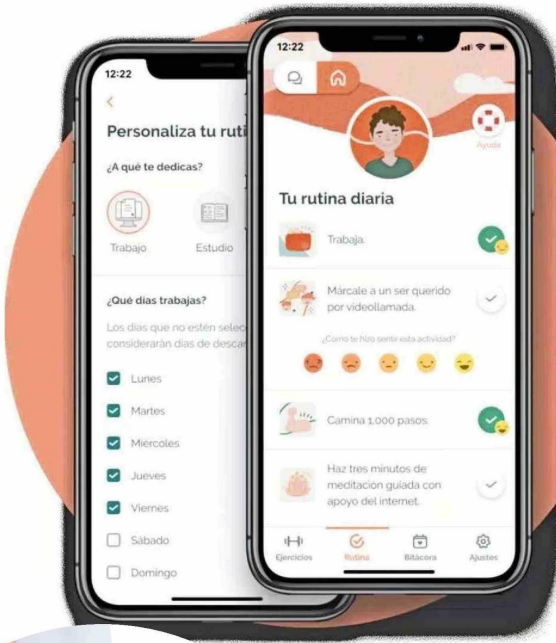 12:22
Personaliza tu ruti
¿A qué te dedicas?
Trabajo
Estudio
¿Qué días trabajas?
Los días que no estén selec
considerarán días de descar
Lunes
Martes
Miercoles
Jueves
Viernes
Sábado
Domingo
12:22
Ayuda
Tu rutina diaria
Trabaja.
Márcale a un ser querido
por videollamada.
¿Como te hizo sentir esta actividad?
Camina 1,000 pasos.
Haz tres minutos de
meditación guiada con
apoyo del internet.
Ejercicios
Rutina
Bitácora
Ajustes